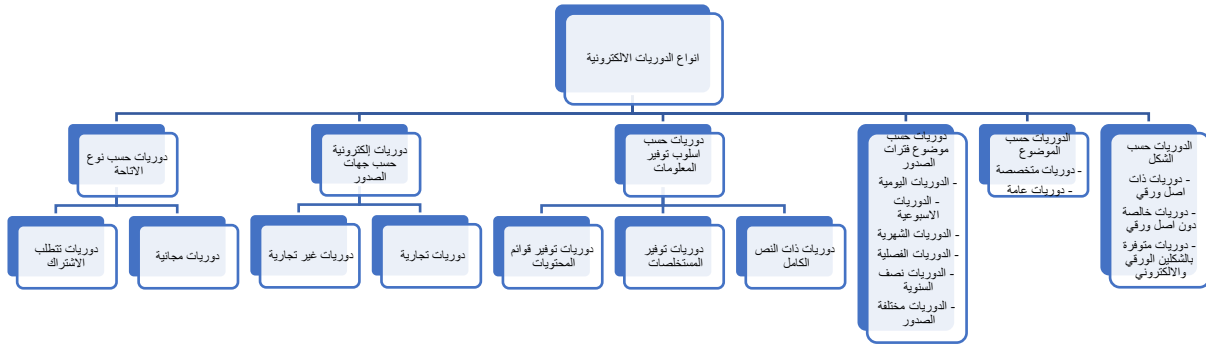 انواع الدوريات الالكترونية
الدوريات حسب
الشكل
- دوريات ذات
اصل ورقي
- دوريات خالصة
دون اصل ورقي
- دوريات متوفرة
بالشكلين الورقي
والالكتروني
الدوريات حسب
الموضوع
- دوريات متخصصة
- دوريات عامة
دوريات حسب
موضوع فترات
الصدور
- الدوريات اليومية
- الدوريات
الاسبوعية
- الدوريات الشهرية
- الدوريات الفصلية
- الدوريات نصف
السنوية
- الدوريات مختلفة
الصدور
دوريات حسب
اسلوب توفير
المعلومات
دوريات ذات النص
الكامل
دوريات توفير
المستخلصات
دوريات توفير قوائم
المحتويات
دوريات إلكترونية
حسب جهات
الصدور
دوريات تجارية
دوريات غير تجارية
دوريات حسب نوع
الاتاحة
دوريات مجانية
دوريات تتطلب
الاشتراك